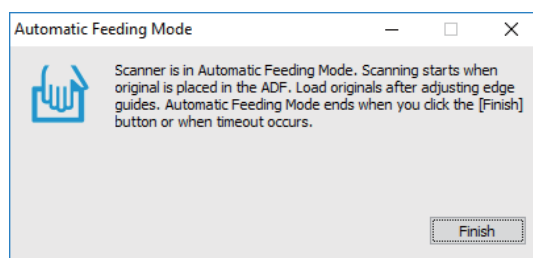 Automatic Feeding Mode
Scanner is in Automatic Feeding Mode. Scanning starts when
original is placed in the ADF. Load originals after adjusting edge
guides. Automatic Feeding Mode ends when you click the [Finish]
button or when timeout occurs.
Finish